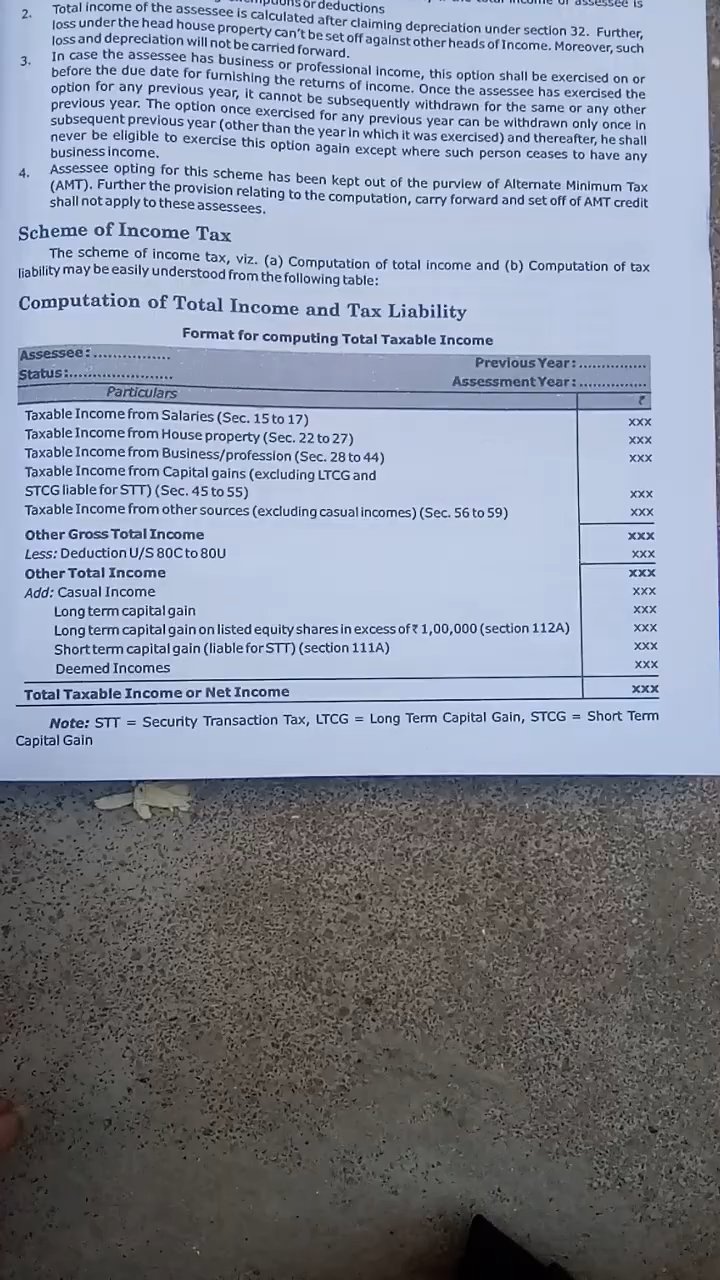 or deductions
2. Total income of the assessee is calculated after claiming depreciation under section 32. Further,
loss under the head house property can't be set off against other heads of Income. Moreover, such
loss and depreciation will not be carried forward.
3. In case the assessee has business or professional income, this option shall be exercised on or
before the due date for furnishing the returns of income. Once the assessee has exercised the
option for any previous year, it cannot be subsequently withdrawn for the same or any other
previous year. The option once exercised for any previous year can be withdrawn only once in
subsequent previous year (other than the year in which it was exercised) and thereafter, he shall
never be eligible to exercise this option again except where such person ceases to have any
business income.
4. Assessee opting for this scheme has been kept out of the purview of Alternate Minimum Tax
(AMT). Further the provision relating to the computation, carry forward and set off of AMT credit
shall not apply to these assessees.
Scheme of Income Tax
The scheme of income tax, viz. (a) Computation of total income and (b) Computation of tax
liability may be easily understood from the following table:
Computation of Total Income and Tax Liability
Format for computing Total Taxable Income
Assessee:............... Previous Year:...............
Status:...................... Assessment Year:...............
Particulars ₹
Taxable Income from Salaries (Sec. 15 to 17) xxx
Taxable Income from House property (Sec. 22 to 27) xxx
Taxable Income from Business/profession (Sec. 28 to 44) xxx
Taxable Income from Capital gains (excluding LTCG and
STCG liable for STT) (Sec. 45 to 55) xxx
Taxable Income from other sources (excluding casual incomes) (Sec. 56 to 59) xxx
Other Gross Total Income xxx
Less: Deduction U/S 80C to 80U xxx
Other Total Income xxx
Add: Casual Income xxx
Long term capital gain xxx
Long term capital gain on listed equity shares in excess of ₹ 1,00,000 (section 112A) xxx
Short term capital gain (liable for STT) (section 111A) xxx
Deemed Incomes xxx
Total Taxable Income or Net Income xxx
Note: STT = Security Transaction Tax, LTCG = Long Term Capital Gain, STCG = Short Term
Capital Gain